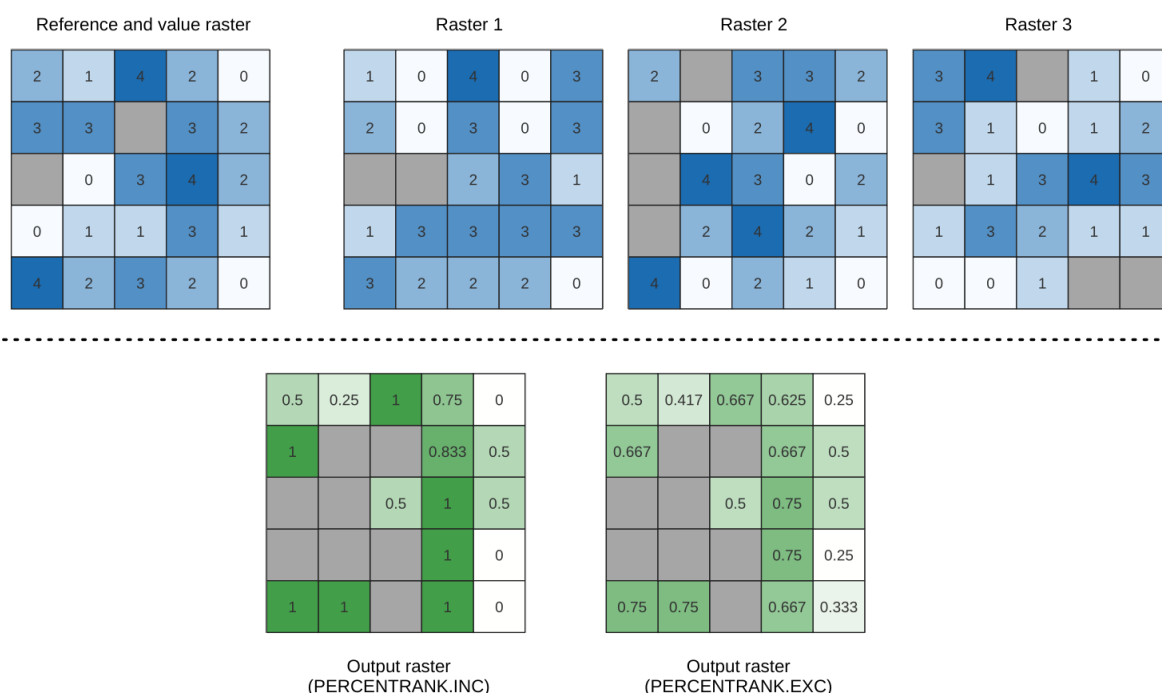 Reference and value raster Raster 1 Raster 2 Raster 3
2 1 4 2 0 1 0 4 0 3 2 3 3 2 3 4 1 0
3 3 3 2 2 0 3 0 3 0 2 4 0 3 1 0 1 2
0 3 4 2 2 3 1 4 3 0 2 1 3 4 3
0 1 1 3 1 1 3 3 3 3 2 4 2 1 1 3 2 1 1
4 2 3 2 0 3 2 2 2 0 4 0 2 1 0 0 0 1
0.5 0.25 1 0.75 0 0.5 0.417 0.667 0.625 0.25
1 0.833 0.5 0.667 0.667 0.5
0.5 1 0.5 0.5 0.75 0.5
1 0 0.75 0.25
1 1 1 0 0.75 0.75 0.667 0.333
Output raster Output raster
(PERCENTRANK.INC) (PERCENTRANK.EXC)